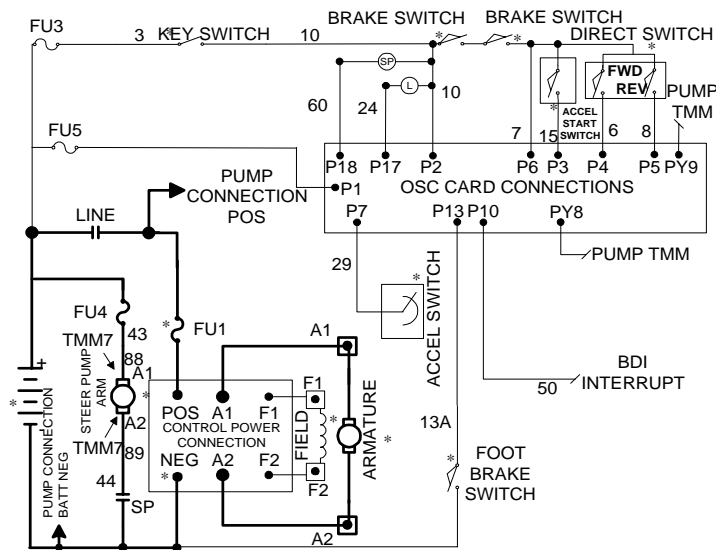 FU3
3
*
KEY SWITCH
10
BRAKE SWITCH
*
BRAKE SWITCH
*
DIRECT SWITCH
*
SP
L
60
24
10
FWD
REV
*
ACCEL
START
SWITCH
PUMP
TMM
7
15
6
8
FU5
P18
P17
P2
P6
P3
P4
P5
PY9
P1
OSC CARD CONNECTIONS
P7
P13
P10
PY8
PUMP
CONNECTION
POS
LINE
29
*
ACCEL SWITCH
PUMP TMM
FU4
*
FU1
43
TMM7
88
A1
STEER PUMP
ARM
*
A2
TMM7
89
44
SP
+
*
PUMP CONNECTION
BATT NEG
A1
POS
A1
F1
CONTROL POWER
CONNECTION
NEG
*
A2
F2
F1
FIELD
*
F2
*
ARMATURE
*
A2
BDI
INTERRUPT
50
13A
*
FOOT
BRAKE
SWITCH